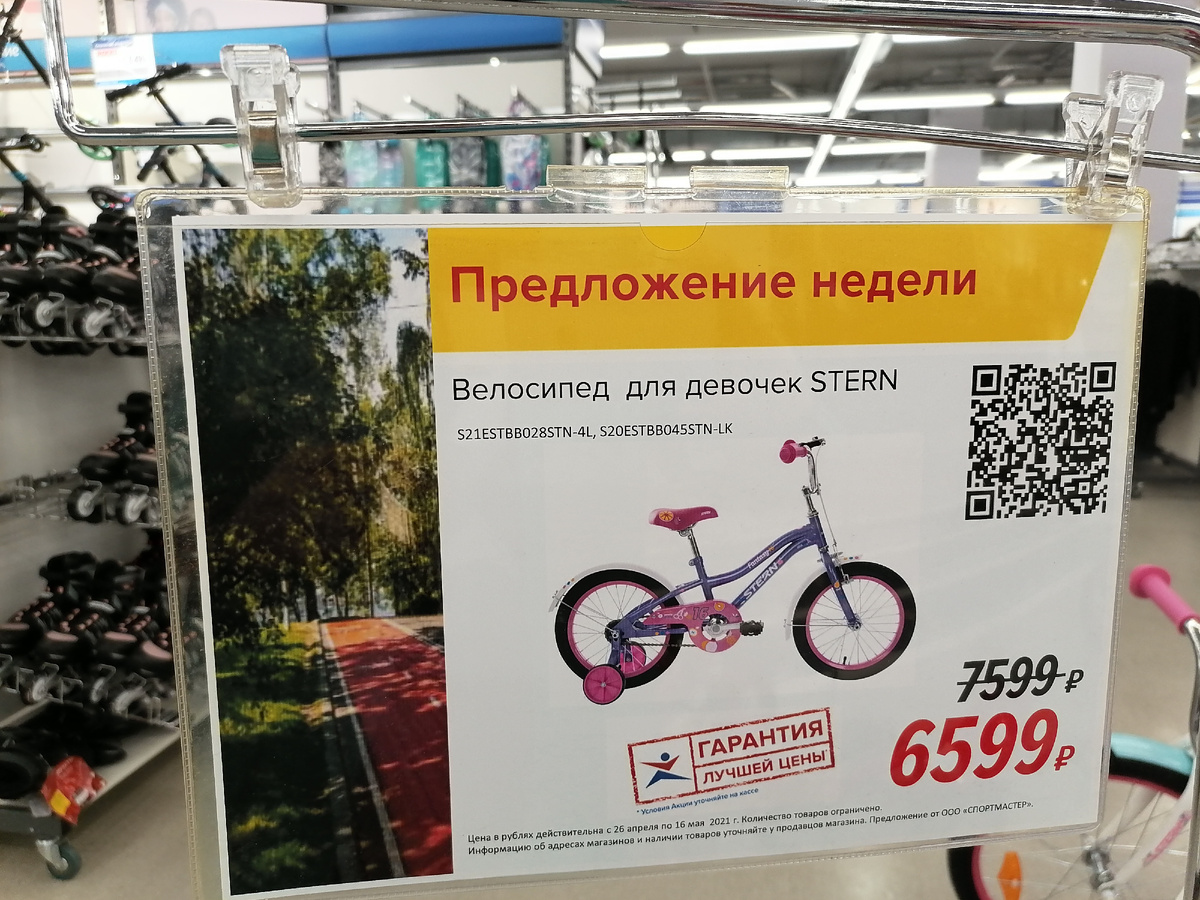 Предложение недели
Велосипед для девочек STERN
S21ESTBB028STN-4L, S20ESTBB045STN-LK
Fantasy
STERN
16
7599 ₽
6599 ₽
ГАРАНТИЯ
ЛУЧШЕЙ ЦЕНЫ
* Условия Акции уточняйте на кассе
Цена в рублях действительна с 26 апреля по 16 мая 2021 г. Количество товаров ограничено.
Информацию об адресах магазинов и наличии товаров уточняйте у продавцов магазина. Предложение от ООО «СПОРТМАСТЕР».